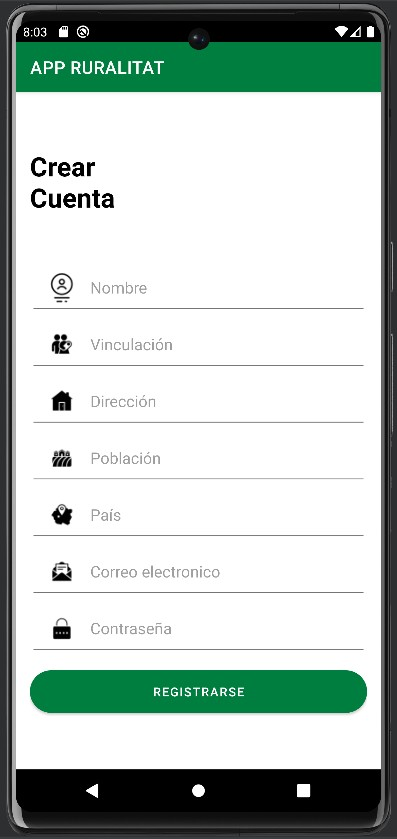 8:03
APP RURALITAT
Crear
Cuenta
Nombre
Vinculación
Dirección
Población
País
Correo electronico
Contraseña
REGISTRARSE